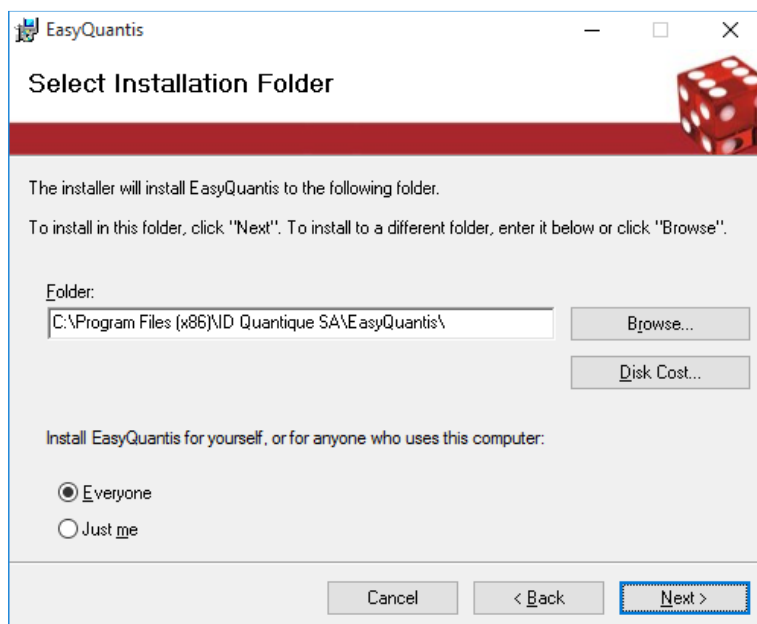 EasyQuantis
Select Installation Folder
The installer will install EasyQuantis to the following folder.
To install in this folder, click "Next". To install to a different folder, enter it below or click "Browse".
Folder:
C:\Program Files (x86)\ID Quantique SA\EasyQuantis\
Browse...
Disk Cost...
Install EasyQuantis for yourself, or for anyone who uses this computer:
Everyone
Just me
Cancel
< Back
Next >